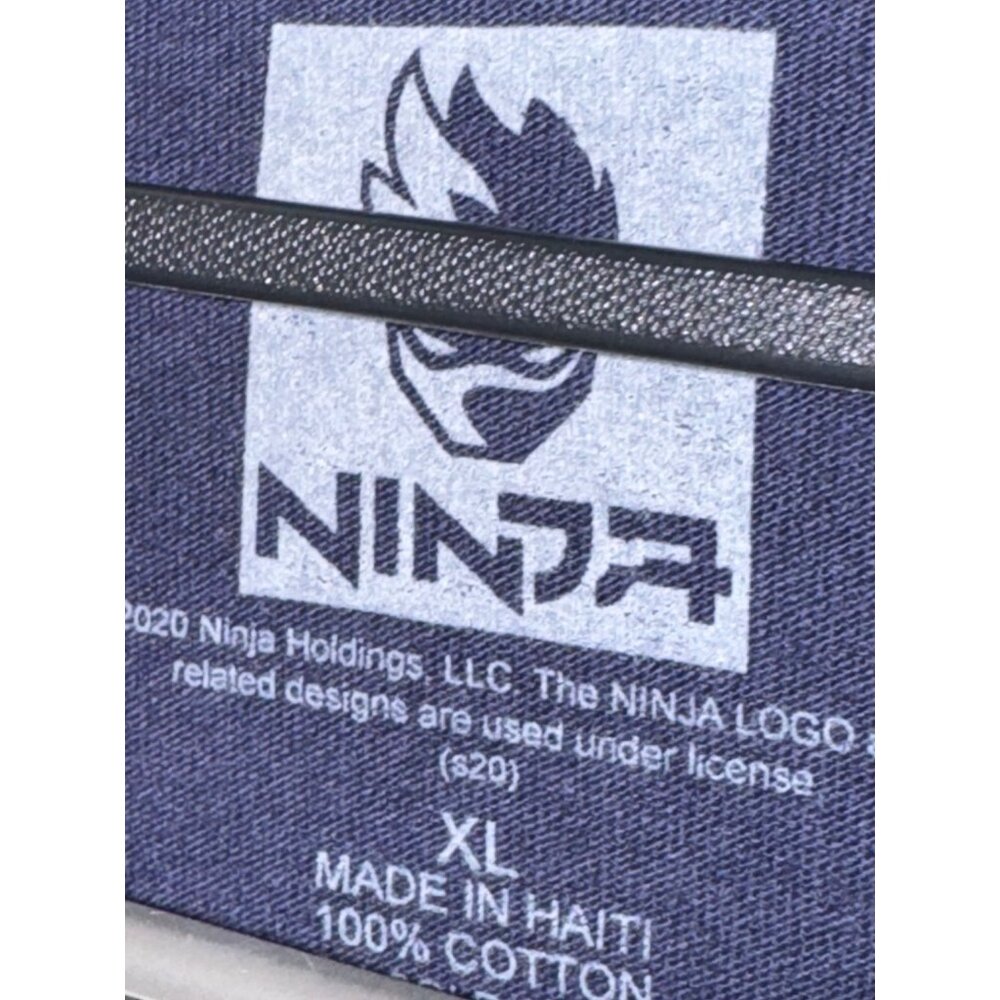 NINJA
2020 Ninja Holdings, LLC. The NINJA LOGO
related designs are used under license
(s20)
XL
MADE IN HAITI
100% COTTON